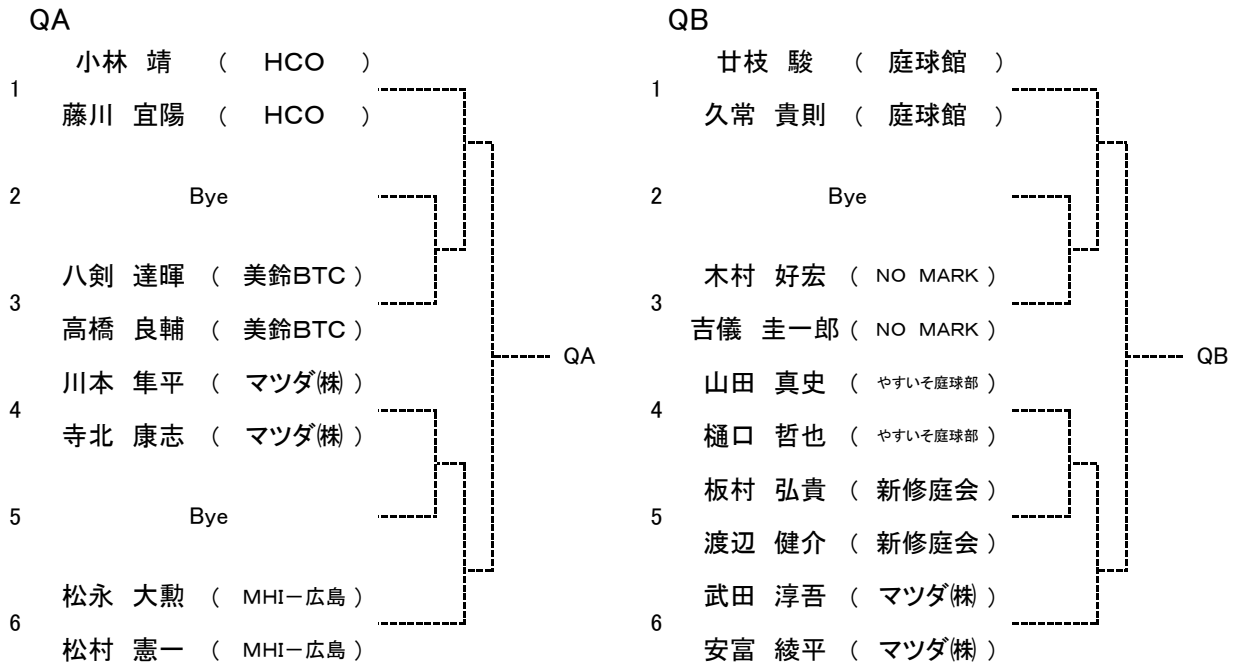 QA
小林 靖 ( HCO )
1
藤川 宜陽 ( HCO )
2 Bye
八剣 達暉 ( 美鈴BTC )
3
高橋 良輔 ( 美鈴BTC )
QA
川本 隼平 ( マツダ㈱ )
4
寺北 康志 ( マツダ㈱ )
5 Bye
松永 大勲 ( MHI－広島 )
6
松村 憲一 ( MHI－広島 )
QB
廿枝 駿 ( 庭球館 )
1
久常 貴則 ( 庭球館 )
2 Bye
木村 好宏 ( NO MARK )
3
吉儀 圭一郎 ( NO MARK )
QB
山田 真史 ( やすいそ庭球部 )
4
樋口 哲也 ( やすいそ庭球部 )
板村 弘貴 ( 新修庭会 )
5
渡辺 健介 ( 新修庭会 )
武田 淳吾 ( マツダ㈱ )
6
安富 綾平 ( マツダ㈱ )